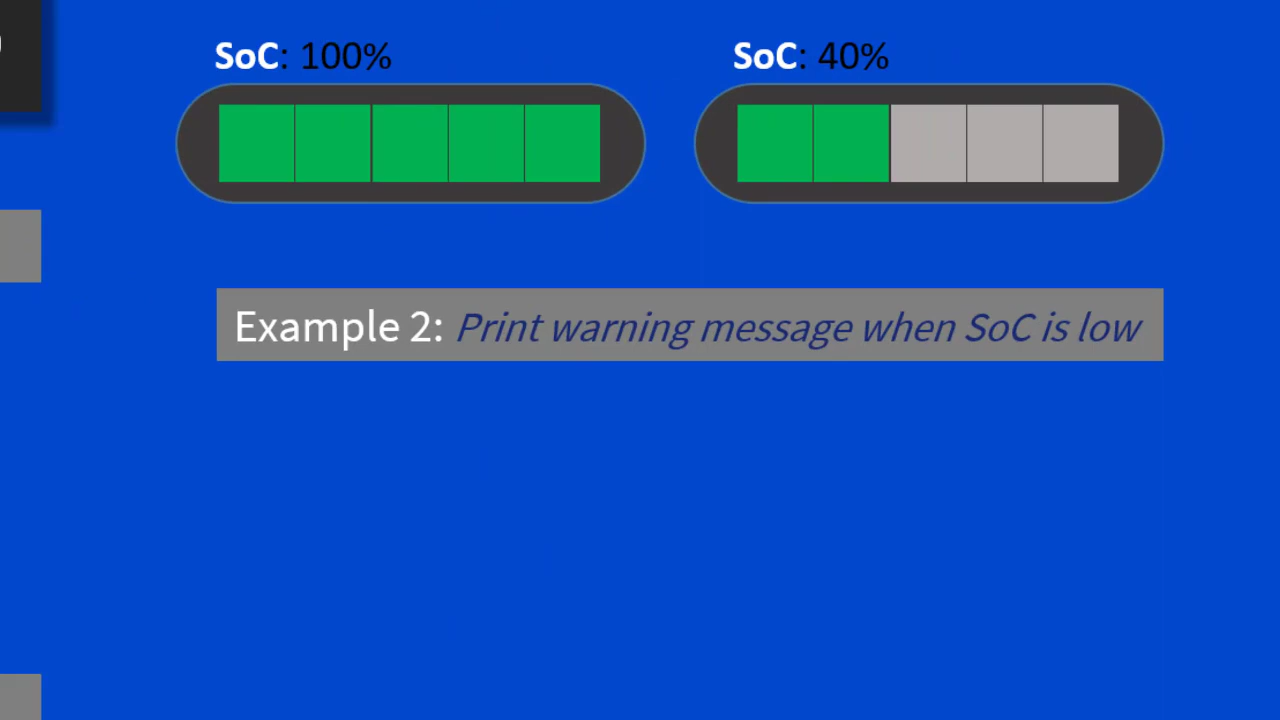 SoC: 100%
SoC: 40%
Example 2: Print warning message when SoC is low